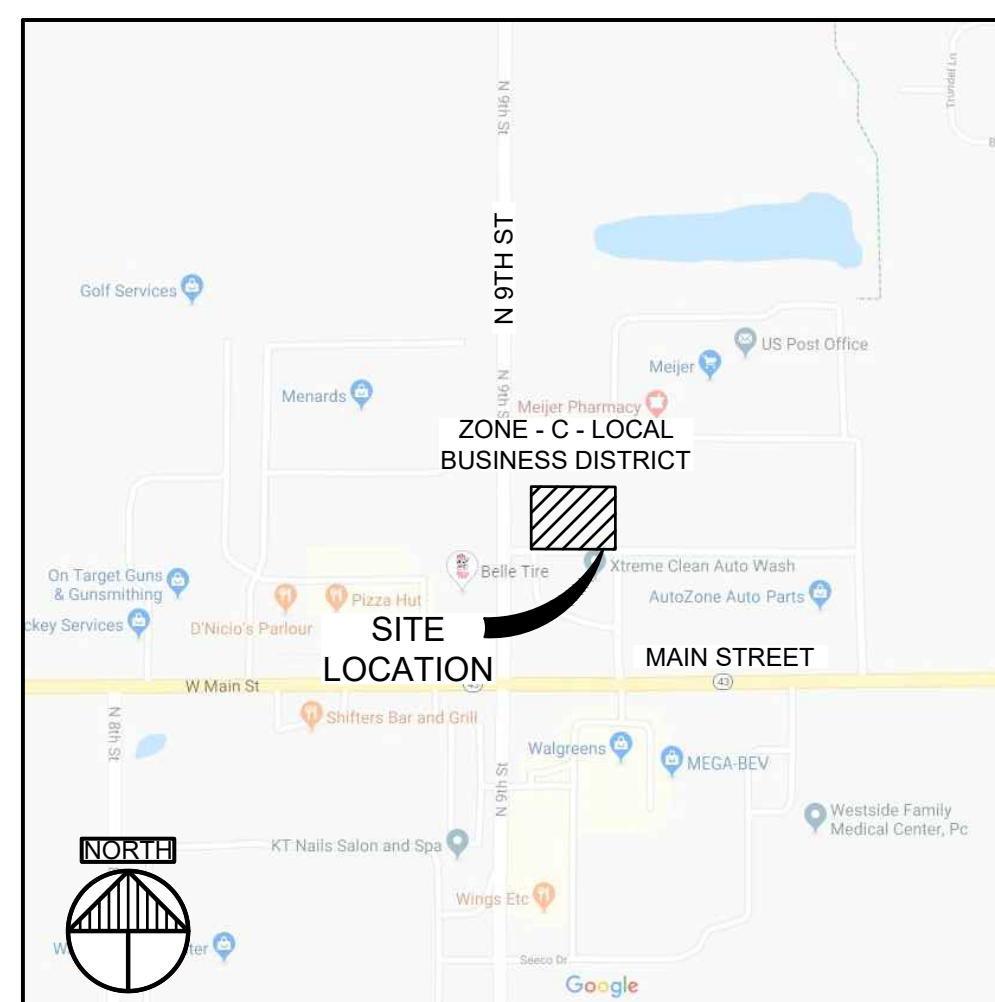 N 9th St
Trundel Ln
B
N 9TH ST
Golf Services
US Post Office
Meijer
N 9th S
Menards
Meijer Pharmacy
ZONE - C - LOCAL
BUSINESS DISTRICT
Xtreme Clean Auto Wash
Belle Tire
On Target Guns
& Gunsmithing
Pizza Hut
AutoZone Auto Parts
ckey Services
D'Nicio's Parlour
SITE
LOCATION
MAIN STREET
W Main St
43
43
N 8th St
Shifters Bar and Grill
Walgreens
MEGA-BEV
N 9th St
Westside Family
Medical Center, Pc
NORTH
KT Nails Salon and Spa
Wings Etc
W
ter
Seeco Dr
Google